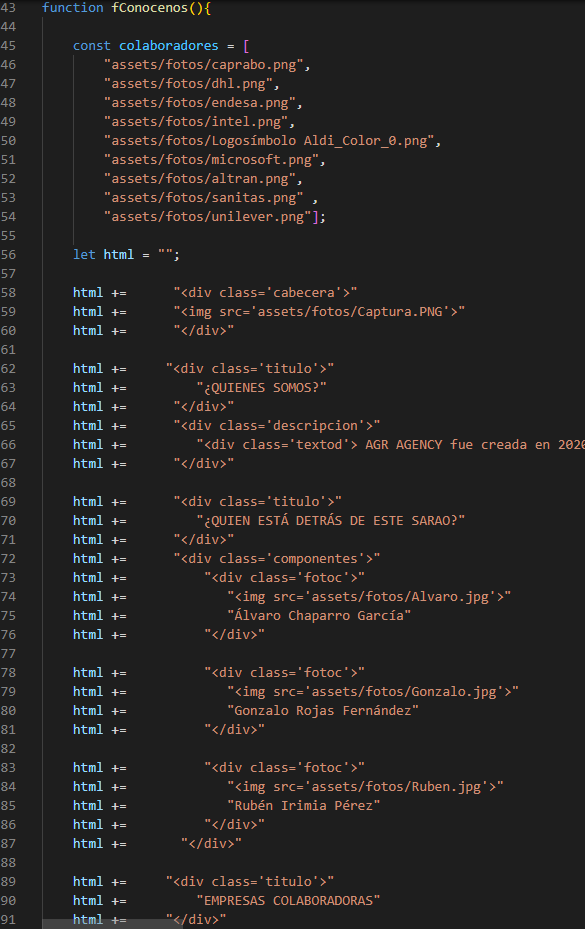 43 function fConocenos(){
44
45 const colaboradores = [
46 "assets/fotos/caprabo.png",
47 "assets/fotos/dhl.png",
48 "assets/fotos/endesa.png",
49 "assets/fotos/intel.png",
50 "assets/fotos/Logosímbolo Aldi_Color_0.png",
51 "assets/fotos/microsoft.png",
52 "assets/fotos/altran.png",
53 "assets/fotos/sanitas.png" ,
54 "assets/fotos/unilever.png"];
55
56 let html = "";
57
58 html += "<div class='cabecera'>"
59 html += "<img src='assets/fotos/Captura.PNG'>"
60 html += "</div>"
61
62 html += "<div class='titulo'>"
63 html += "¿QUIENES SOMOS?"
64 html += "</div>"
65 html += "<div class='descripcion'>"
66 html += "<div class='textod'> AGR AGENCY fue creada en 2020
67 html += "</div>"
68
69 html += "<div class='titulo'>"
70 html += "¿QUIEN ESTÁ DETRÁS DE ESTE SARAO?"
71 html += "</div>"
72 html += "<div class='componentes'>"
73 html += "<div class='fotoc'>"
74 html += "<img src='assets/fotos/Alvaro.jpg'>"
75 html += "Álvaro Chaparro García"
76 html += "</div>"
77
78 html += "<div class='fotoc'>"
79 html += "<img src='assets/fotos/Gonzalo.jpg'>"
80 html += "Gonzalo Rojas Fernández"
81 html += "</div>"
82
83 html += "<div class='fotoc'>"
84 html += "<img src='assets/fotos/Ruben.jpg'>"
85 html += "Rubén Irimia Pérez"
86 html += "</div>"
87 html += "</div>"
88
89 html += "<div class='titulo'>"
90 html += "EMPRESAS COLABORADORAS"
91 html += "</div>"